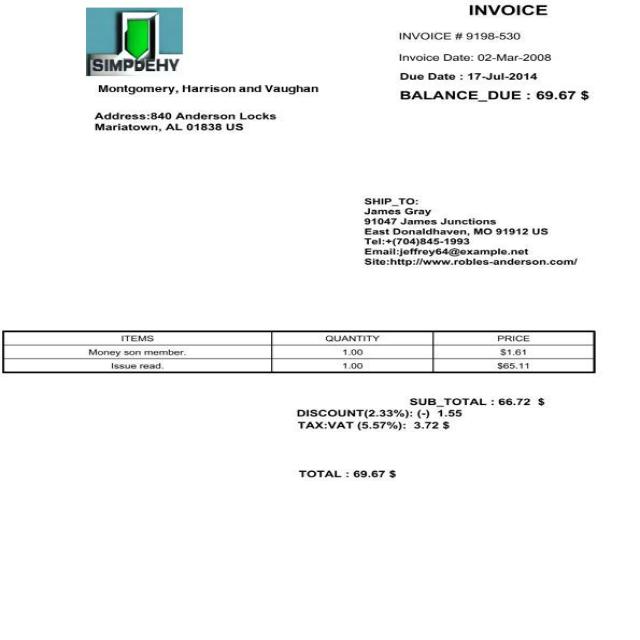 INVOICE
INVOICE # 9198-530
Invoice Date: 02-Mar-2008
Due Date : 17-Jul-2014
BALANCE_DUE : 69.67 $
SIMPDEHY
Montgomery, Harrison and Vaughan
Address:840 Anderson Locks
Mariatown, AL 01838 US
SHIP_TO:
James Gray
91047 James Junctions
East Donaldhaven, MO 91912 US
Tel:+(704)845-1993
Email:jeffrey64@example.net
Site:http://www.robles-anderson.com/
ITEMS QUANTITY PRICE
Money son member. 1.00 $1.61
Issue read. 1.00 $65.11
SUB_TOTAL : 66.72 $
DISCOUNT(2.33%): (-) 1.55
TAX:VAT (5.57%): 3.72 $
TOTAL : 69.67 $